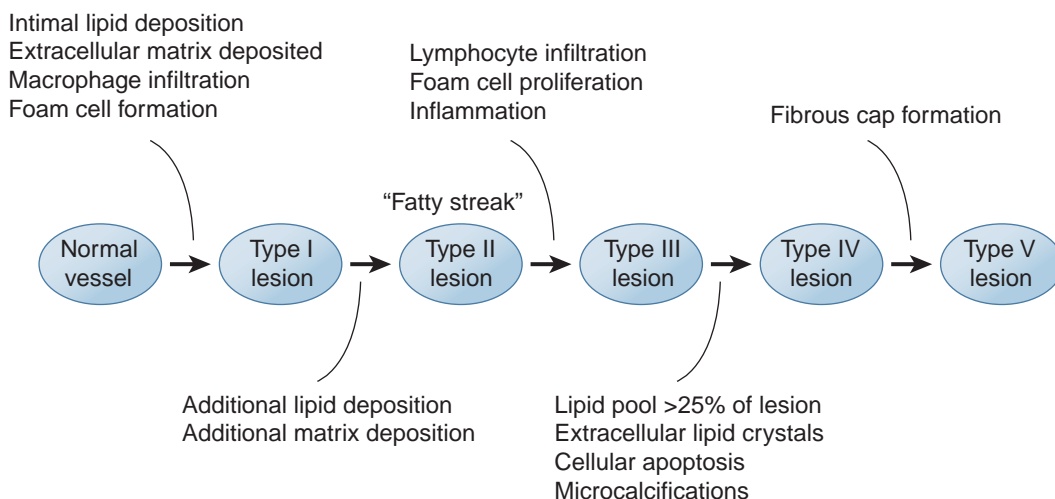 Intimal lipid deposition
Extracellular matrix deposited
Macrophage infiltration
Foam cell formation
Lymphocyte infiltration
Foam cell proliferation
Inflammation
Fibrous cap formation
“Fatty streak”
Normal
vessel
Type I
lesion
Type II
lesion
Type III
lesion
Type IV
lesion
Type V
lesion
Additional lipid deposition
Additional matrix deposition
Lipid pool >25% of lesion
Extracellular lipid crystals
Cellular apoptosis
Microcalcifications